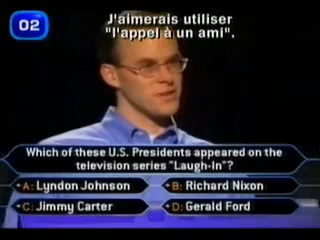 02
J'aimerais utiliser
"l'appel à un ami".
Which of these U.S. Presidents appeared on the
television series "Laugh-In"?
A: Lyndon Johnson
B: Richard Nixon
C: Jimmy Carter
D: Gerald Ford